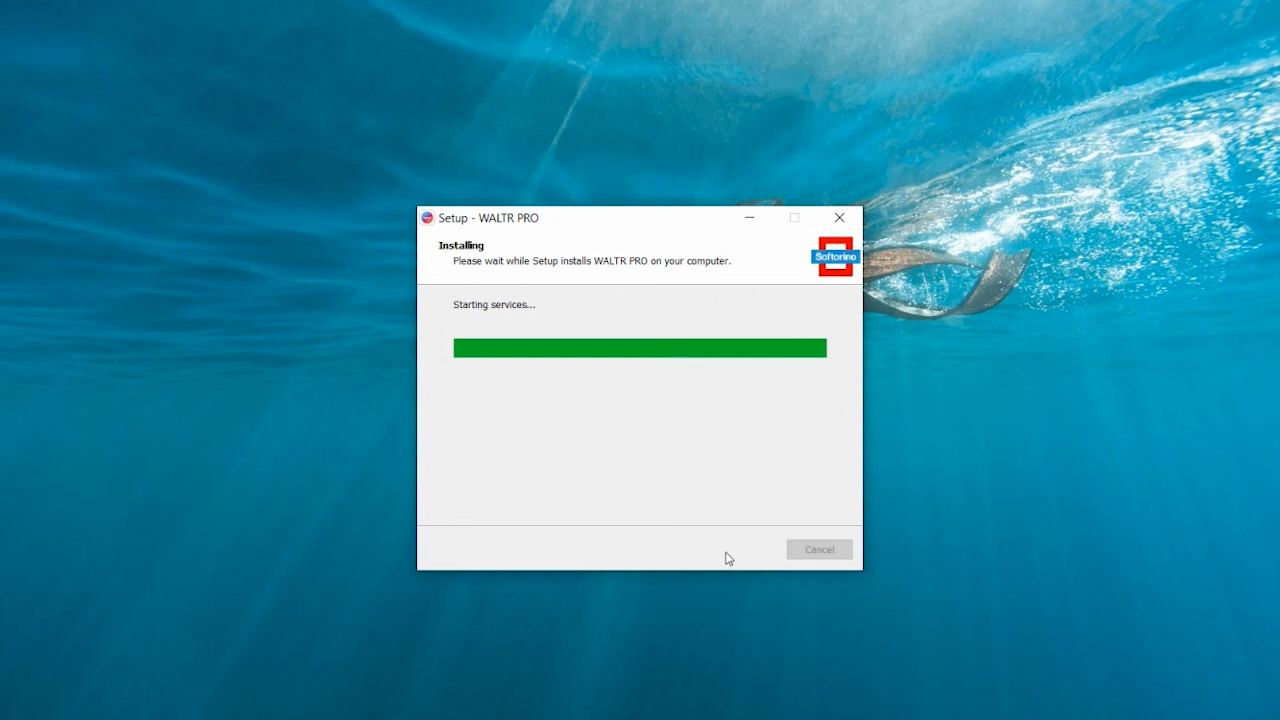 Setup - WALTR PRO
Installing
Please wait while Setup installs WALTR PRO on your computer.
Softorino
Starting services...
Cancel